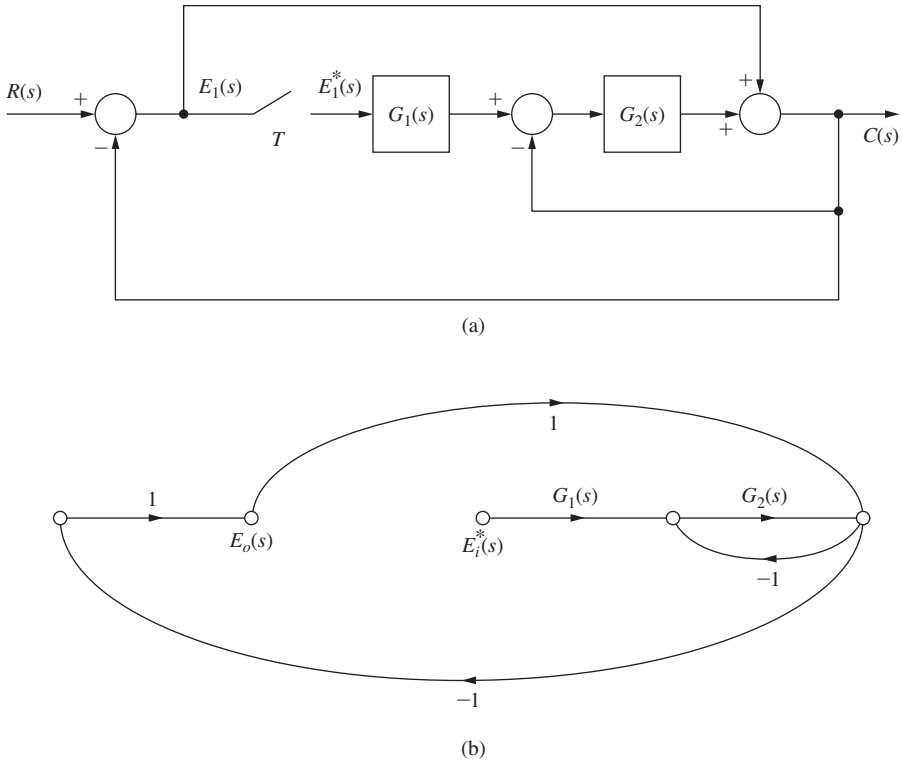 R(s)
+
−
E₁(s)
T
E₁*(s)
G₁(s)
+
−
G₂(s)
+
+
C(s)
(a)
1
1
Eₒ(s)
Eᵢ*(s)
G₁(s)
G₂(s)
−1
−1
(b)